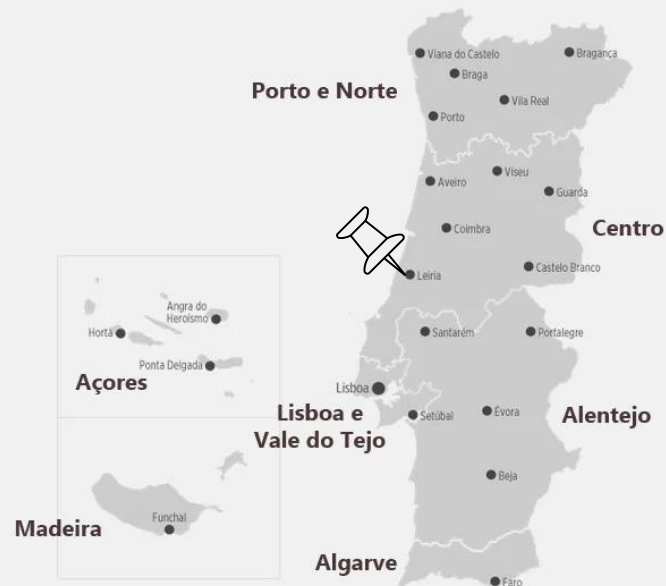 Viana do Castelo
Bragança
Braga
Porto e Norte
Vila Real
Porto
Viseu
Aveiro
Guarda
Coimbra
Centro
Castelo Branco
Leiria
Angra do
Heroísmo
Horta
Santarém
Portalegre
Ponta Delgada
Açores
Lisboa
Lisboa e
Vale do Tejo
Setúbal
Évora
Alentejo
Beja
Funchal
Madeira
Algarve
Faro